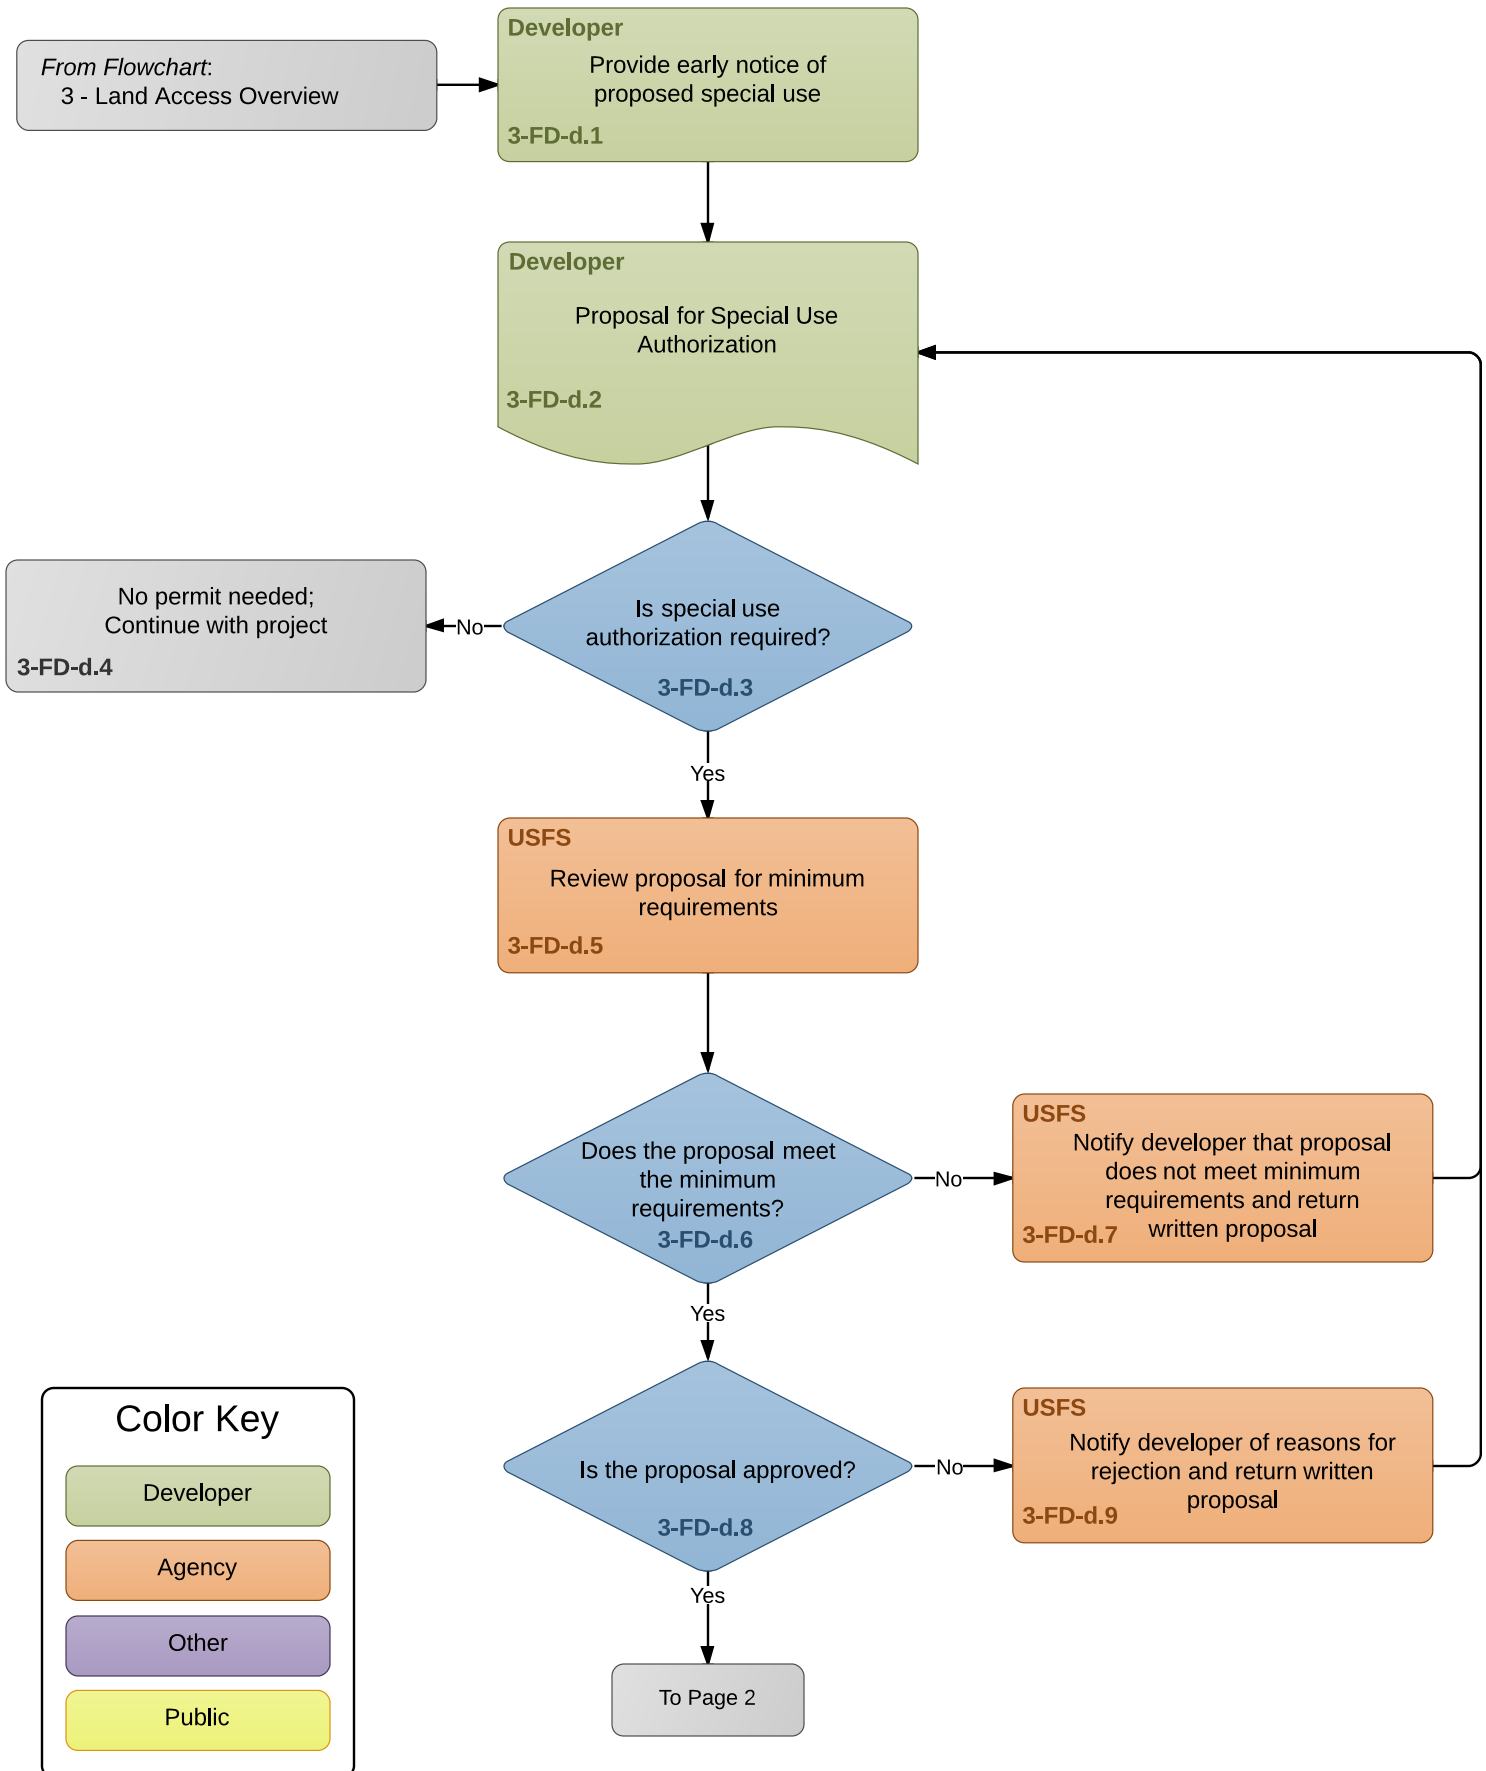 Developer
Provide early notice of
proposed special use
3-FD-d.1
From Flowchart:
3 - Land Access Overview
Developer
Proposal for Special Use
Authorization
3-FD-d.2
Is special use
authorization required?
3-FD-d.3
No
No permit needed;
Continue with project
3-FD-d.4
Yes
USFS
Review proposal for minimum
requirements
3-FD-d.5
Does the proposal meet
the minimum
requirements?
3-FD-d.6
No
USFS
Notify developer that proposal
does not meet minimum
requirements and return
written proposal
3-FD-d.7
Yes
Is the proposal approved?
3-FD-d.8
No
USFS
Notify developer of reasons for
rejection and return written
proposal
3-FD-d.9
Yes
To Page 2
Color Key
Developer
Agency
Other
Public